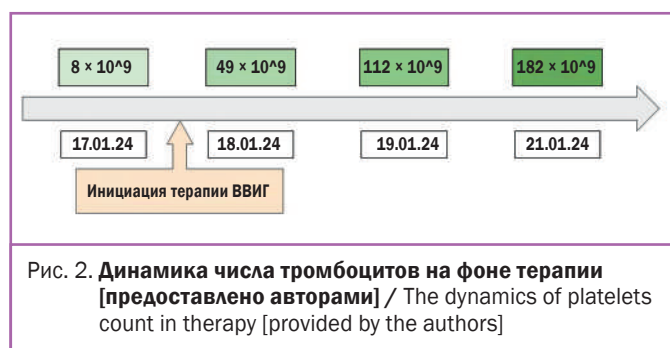 8 × 10^9 49 × 10^9 112 × 10^9 182 × 10^9
17.01.24 18.01.24 19.01.24 21.01.24
Инициация терапии ВВИГ
Рис. 2. Динамика числа тромбоцитов на фоне терапии
[предоставлено авторами] / The dynamics of platelets
count in therapy [provided by the authors]